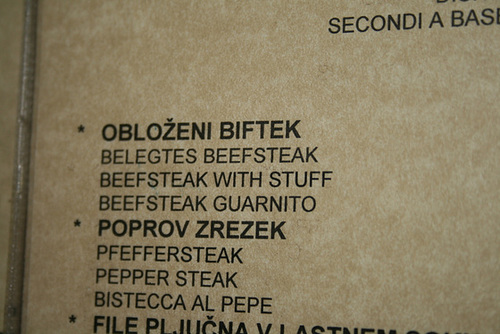 SECONDI A BASE
* OBLOŽENI BIFTEK
BELEGTES BEEFSTEAK
BEEFSTEAK WITH STUFF
BEEFSTEAK GUARNITO
* POPROV ZREZEK
PFEFFERSTEAK
PEPPER STEAK
BISTECCA AL PEPE
* FILE PLJUČNA V LASTNEM